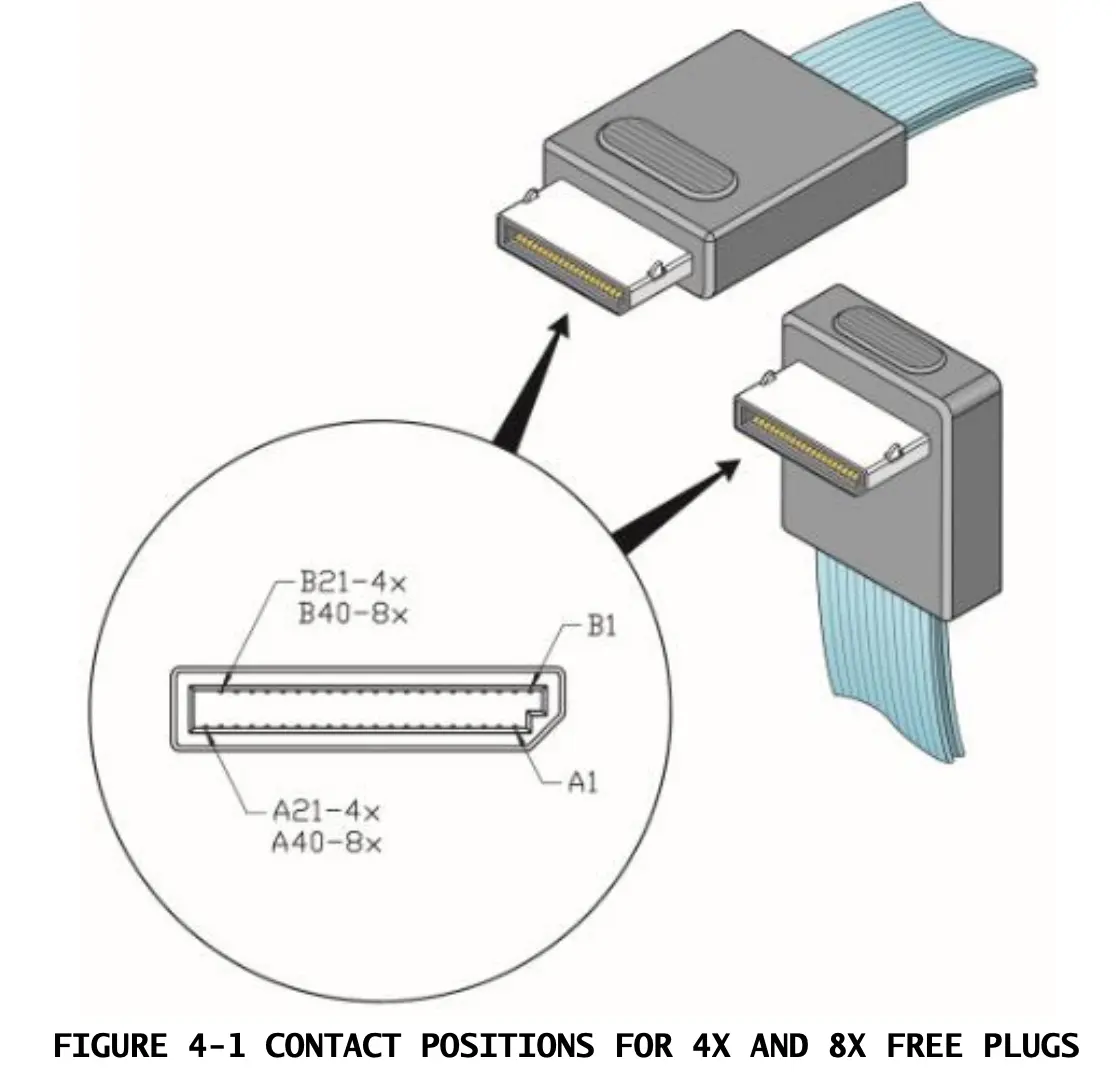 B21-4x
B40-8x
B1
A1
A21-4x
A40-8x
FIGURE 4-1 CONTACT POSITIONS FOR 4X AND 8X FREE PLUGS